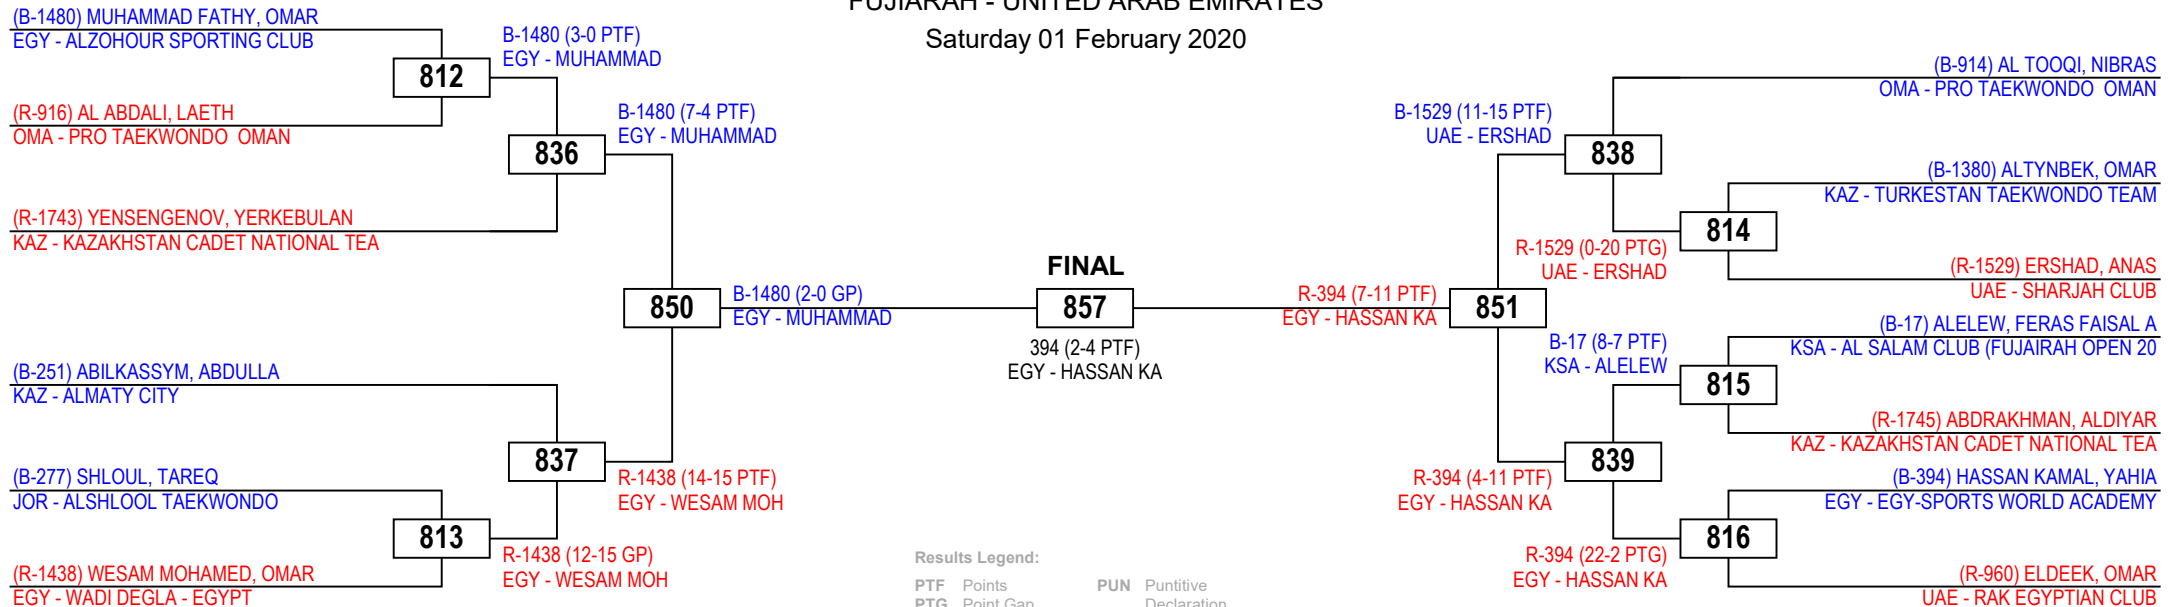 FUJIARAH - UNITED ARAB EMIRATES
Saturday 01 February 2020
(B-1480) MUHAMMAD FATHY, OMAR
EGY - ALZOHOUR SPORTING CLUB
B-1480 (3-0 PTF)
EGY - MUHAMMAD
812
(R-916) AL ABDALI, LAETH
OMA - PRO TAEKWONDO  OMAN
B-1480 (7-4 PTF)
EGY - MUHAMMAD
836
(R-1743) YENSENGENOV, YERKEBULAN
KAZ - KAZAKHSTAN CADET NATIONAL TEA
850
B-1480 (2-0 GP)
EGY - MUHAMMAD
(B-251) ABILKASSYM, ABDULLA
KAZ - ALMATY CITY
837
R-1438 (14-15 PTF)
EGY - WESAM MOH
(B-277) SHLOUL, TAREQ
JOR - ALSHLOOL TAEKWONDO
813
R-1438 (12-15 GP)
EGY - WESAM MOH
(R-1438) WESAM MOHAMED, OMAR
EGY - WADI DEGLA - EGYPT
FINAL
857
394 (2-4 PTF)
EGY - HASSAN KA
(B-914) AL TOOQI, NIBRAS
OMA - PRO TAEKWONDO  OMAN
B-1529 (11-15 PTF)
UAE - ERSHAD
838
(B-1380) ALTYNBEK, OMAR
KAZ - TURKESTAN TAEKWONDO TEAM
814
R-1529 (0-20 PTG)
UAE - ERSHAD
(R-1529) ERSHAD, ANAS
UAE - SHARJAH CLUB
R-394 (7-11 PTF)
EGY - HASSAN KA
851
(B-17) ALELEW, FERAS FAISAL A
KSA - AL SALAM CLUB (FUJAIRAH OPEN 20
B-17 (8-7 PTF)
KSA - ALELEW
815
(R-1745) ABDRAKHMAN, ALDIYAR
KAZ - KAZAKHSTAN CADET NATIONAL TEA
839
R-394 (4-11 PTF)
EGY - HASSAN KA
(B-394) HASSAN KAMAL, YAHIA
EGY - EGY-SPORTS WORLD ACADEMY
816
R-394 (22-2 PTG)
EGY - HASSAN KA
(R-960) ELDEEK, OMAR
UAE - RAK EGYPTIAN CLUB
Results Legend:
PTF Points PUN Puntitive
PTG Point Gap Declaration